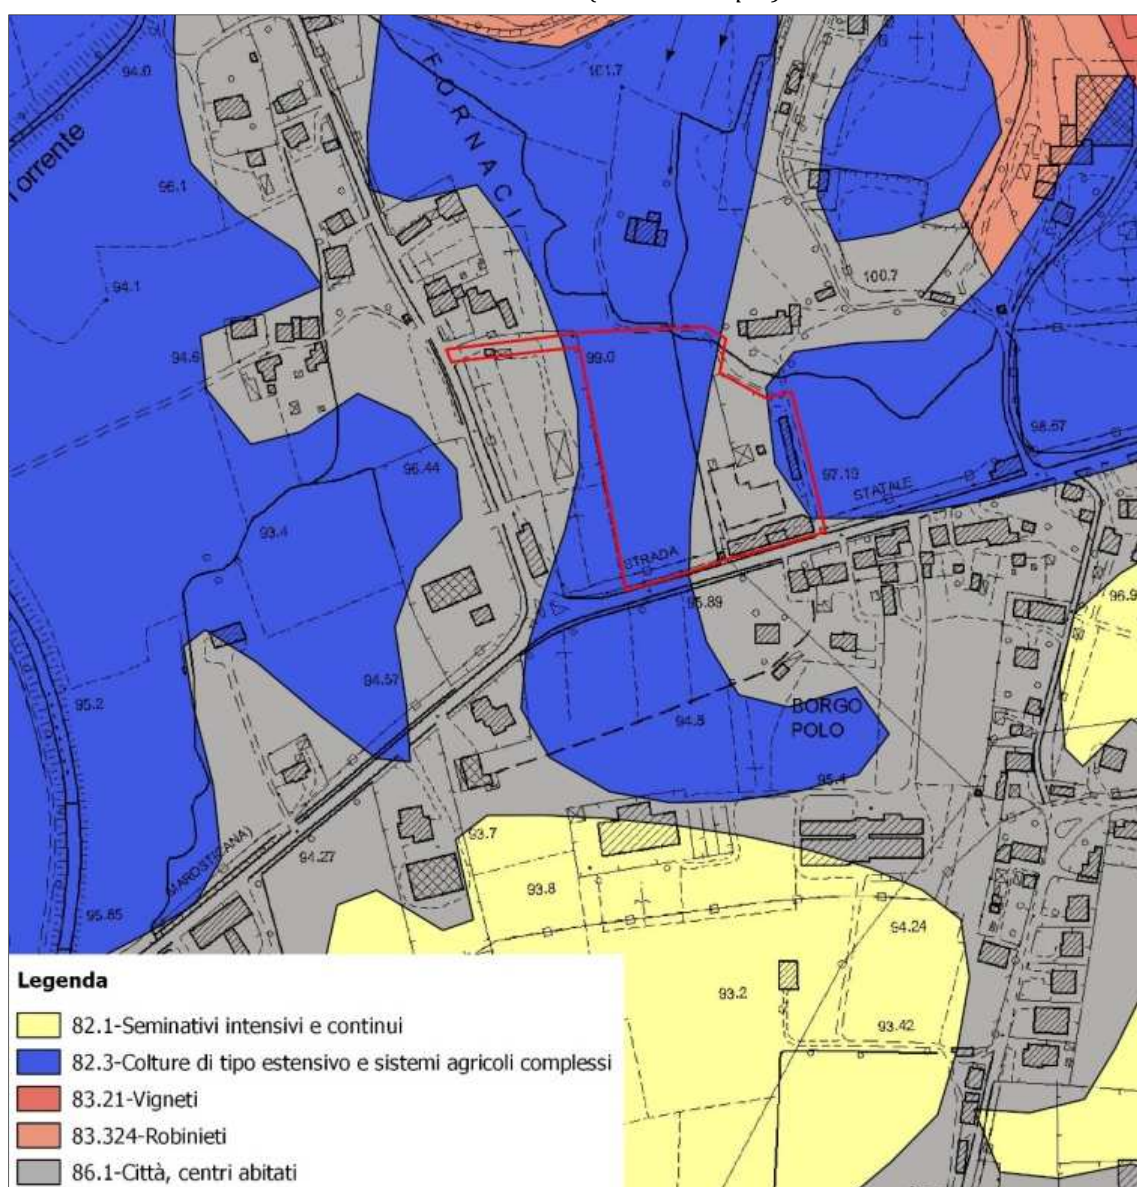 94.0
FORNACI
101.7
Torrente
96.1
94.1
100.7
94.6
99.0
98.67
96.44
97.13
STATALE
93.4
STRADA
95.89
96.9
94.57
95.2
94.8
BORGO
POLO
95.4
MAROSTICANA)
94.27
93.7
93.8
95.85
94.24
93.2
93.42
Legenda
82.1-Seminativi intensivi e continui
82.3-Colture di tipo estensivo e sistemi agricoli complessi
83.21-Vigneti
83.324-Robinieti
86.1-Città, centri abitati